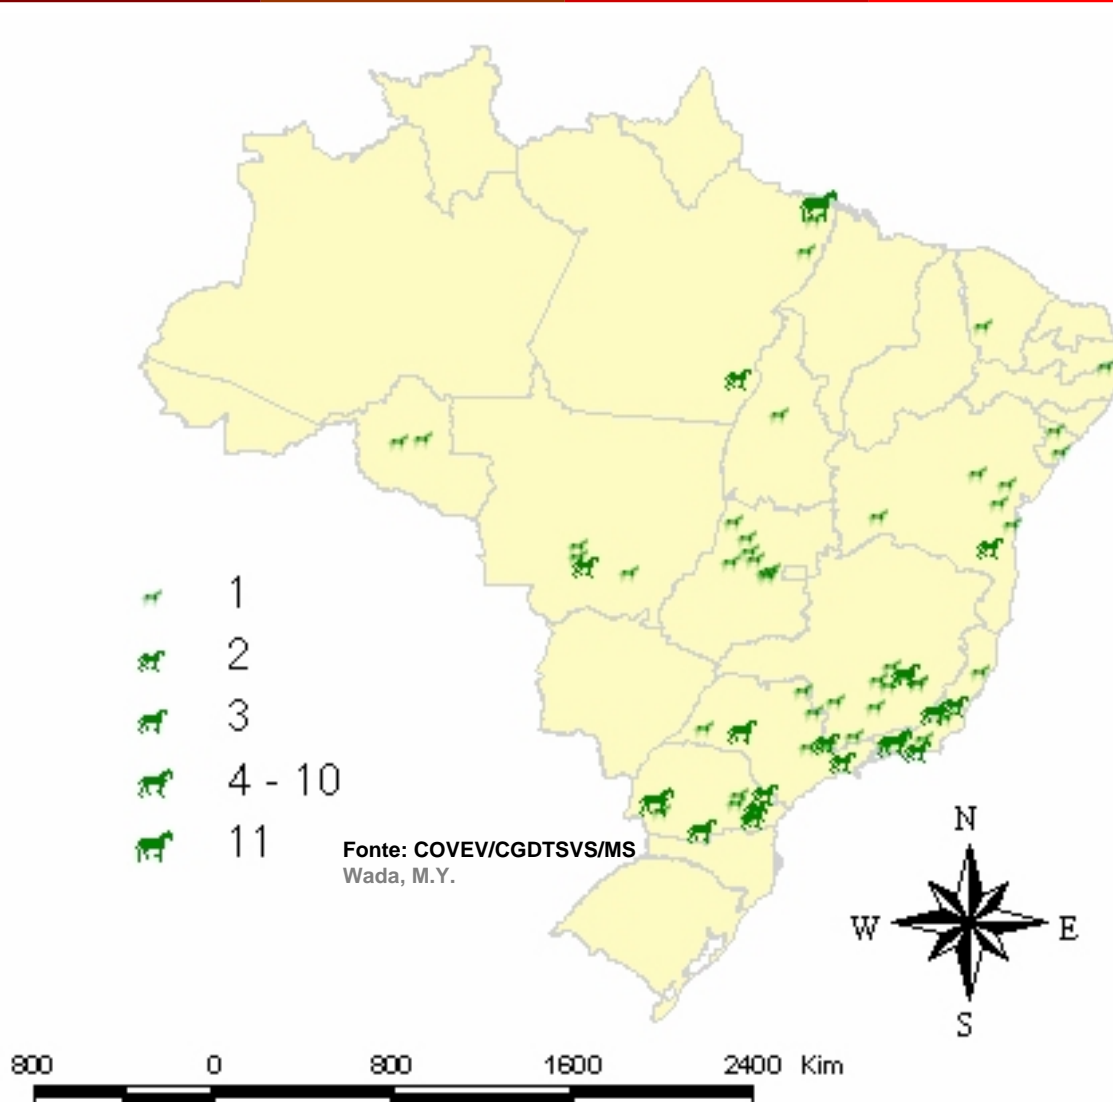 1
2
3
4 - 10
11
Fonte: COVEV/CGDTSVS/MS
Wada, M.Y.
N
W
E
S
800 0 800 1600 2400 Kim